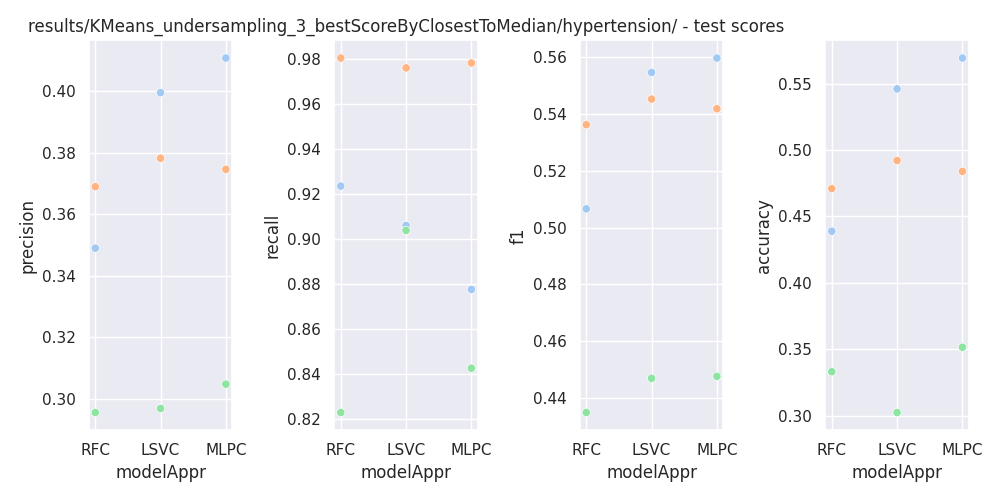 results/KMeans_undersampling_3_bestScoreByClosestToMedian/hypertension/ - test scores
precision
0.40
0.38
0.36
0.34
0.32
0.30
RFC LSVC MLPC
modelAppr
recall
0.98
0.96
0.94
0.92
0.90
0.88
0.86
0.84
0.82
RFC LSVC MLPC
modelAppr
f1
0.56
0.54
0.52
0.50
0.48
0.46
0.44
RFC LSVC MLPC
modelAppr
accuracy
0.55
0.50
0.45
0.40
0.35
0.30
RFC LSVC MLPC
modelAppr